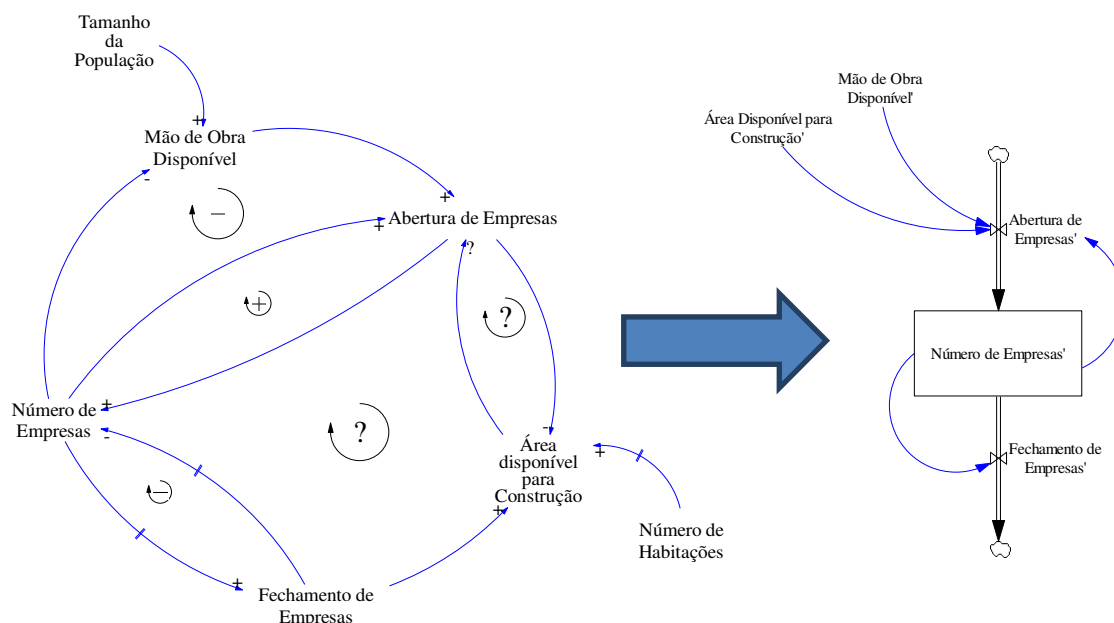 Tamanho
da
População
+
Mão de Obra
Disponível
-
−
+
Abertura de Empresas
+
?
+
?
?
Número de
Empresas
+
-
−
-
Área
disponível
para
Construção
+
+
Número de
Habitações
+
Fechamento de
Empresas
Mão de Obra
Disponível'
Área Disponível para
Construção'
Abertura de
Empresas'
Número de Empresas'
Fechamento de
Empresas'